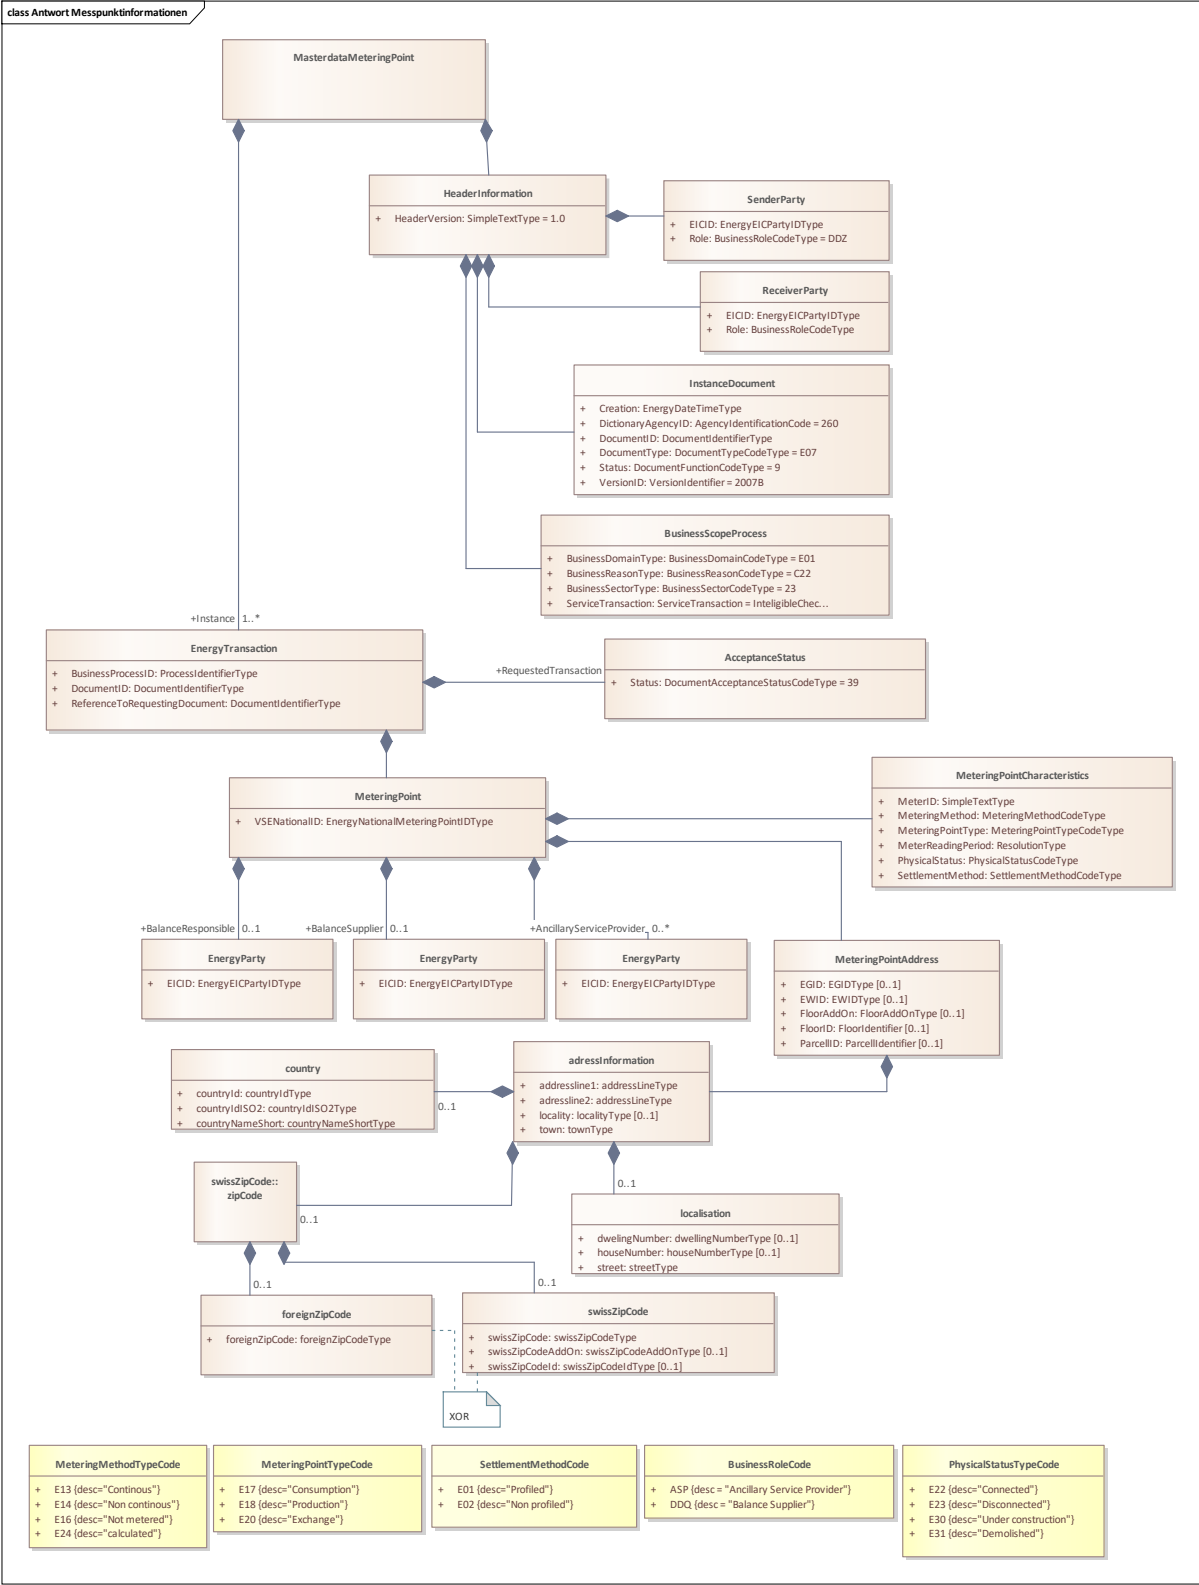 class Antwort Messpunktinformationen
MasterdataMeteringPoint
HeaderInformation
+ HeaderVersion: SimpleTextType = 1.0
SenderParty
+ EICID: EnergyEICPartyIDType
+ Role: BusinessRoleCodeType = DDZ
ReceiverParty
+ EICID: EnergyEICPartyIDType
+ Role: BusinessRoleCodeType
InstanceDocument
+ Creation: EnergyDateTimeType
+ DictionaryAgencyID: AgencyIdentificationCode = 260
+ DocumentID: DocumentIdentifierType
+ DocumentType: DocumentTypeCodeType = E07
+ Status: DocumentFunctionCodeType = 9
+ VersionID: VersionIdentifier = 2007B
BusinessScopeProcess
+ BusinessDomainType: BusinessDomainCodeType = E01
+ BusinessReasonType: BusinessReasonCodeType = C22
+ BusinessSectorType: BusinessSectorCodeType = 23
+ ServiceTransaction: ServiceTransaction = InteligibleChec...
+Instance 1..*
EnergyTransaction
+ BusinessProcessID: ProcessIdentifierType
+ DocumentID: DocumentIdentifierType
+ ReferenceToRequestingDocument: DocumentIdentifierType
+RequestedTransaction
AcceptanceStatus
+ Status: DocumentAcceptanceStatusCodeType = 39
MeteringPoint
+ VSENationalID: EnergyNationalMeteringPointIDType
MeteringPointCharacteristics
+ MeterID: SimpleTextType
+ MeteringMethod: MeteringMethodCodeType
+ MeteringPointType: MeteringPointTypeCodeType
+ MeterReadingPeriod: ResolutionType
+ PhysicalStatus: PhysicalStatusCodeType
+ SettlementMethod: SettlementMethodCodeType
+BalanceResponsible 0..1
+BalanceSupplier 0..1
+AncillaryServiceProvider 0..*
EnergyParty
+ EICID: EnergyEICPartyIDType
EnergyParty
+ EICID: EnergyEICPartyIDType
EnergyParty
+ EICID: EnergyEICPartyIDType
MeteringPointAddress
+ EGID: EGIDType [0..1]
+ EWID: EWIDType [0..1]
+ FloorAddOn: FloorAddOnType [0..1]
+ FloorID: FloorIdentifier [0..1]
+ ParcellID: ParcellIdentifier [0..1]
country
+ countryId: countryIdType
+ countryIdISO2: countryIdISO2Type
+ countryNameShort: countryNameShortType
0..1
adressInformation
+ addressline1: addressLineType
+ adressline2: addressLineType
+ locality: localityType [0..1]
+ town: townType
swissZipCode::
zipCode
0..1
0..1
localisation
+ dwelingNumber: dwellingNumberType [0..1]
+ houseNumber: houseNumberType [0..1]
+ street: streetType
0..1
0..1
foreignZipCode
+ foreignZipCode: foreignZipCodeType
swissZipCode
+ swissZipCode: swissZipCodeType
+ swissZipCodeAddOn: swissZipCodeAddOnType [0..1]
+ swissZipCodeId: swissZipCodeIdType [0..1]
XOR
MeteringMethodTypeCode
+ E13 {desc="Continous"}
+ E14 {desc="Non continous"}
+ E16 {desc="Not metered"}
+ E24 {desc="calculated"}
MeteringPointTypeCode
+ E17 {desc="Consumption"}
+ E18 {desc="Production"}
+ E20 {desc="Exchange"}
SettlementMethodCode
+ E01 {desc="Profiled"}
+ E02 {desc="Non profiled"}
BusinessRoleCode
+ ASP {desc = "Ancillary Service Provider"}
+ DDQ {desc = "Balance Supplier"}
PhysicalStatusTypeCode
+ E22 {desc="Connected"}
+ E23 {desc="Disconnected"}
+ E30 {desc="Under construction"}
+ E31 {desc="Demolished"}